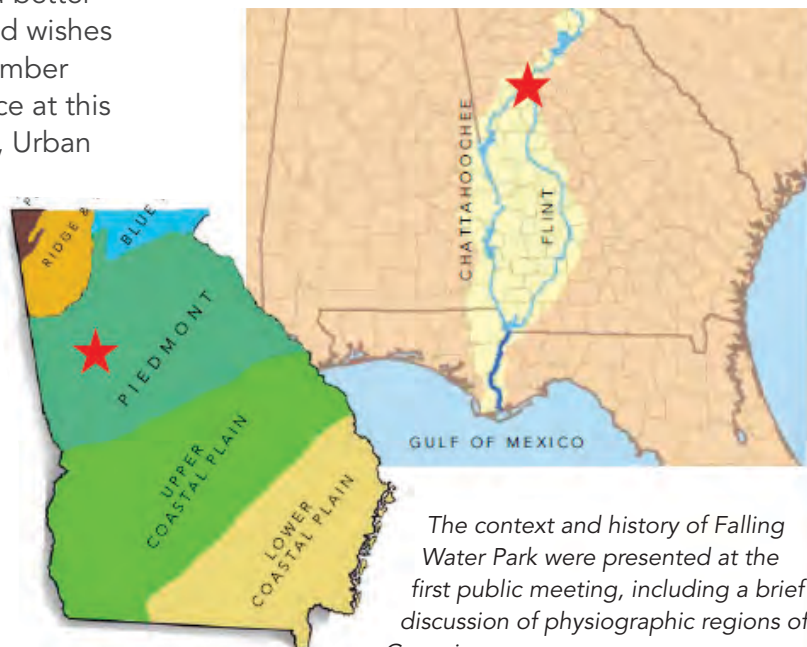 d wishes
mber
ce at this
, Urban
CHATTAHOOCHEE
FLINT
GULF OF MEXICO
RIDGE &
BLUE
PIEDMONT
UPPER
COASTAL PLAIN
LOWER
COASTAL PLAIN
The context and history of Falling
Water Park were presented at the
first public meeting, including a brief
discussion of physiographic regions of